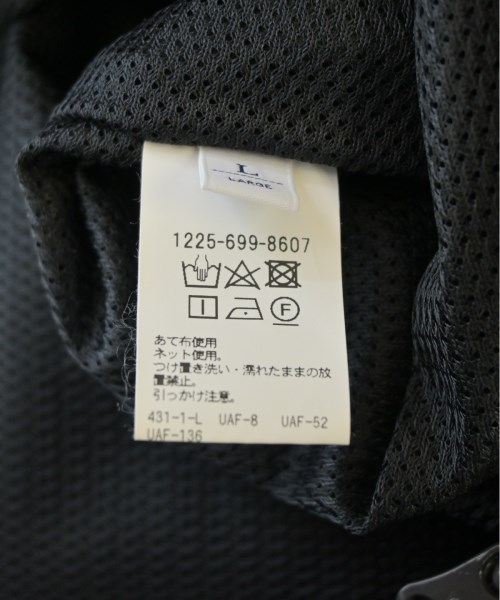 L
LARGE
1225-699-8607
F
あて布使用
ネット使用。
つけ置き洗い・濡れたままの放
置禁止。
引っかけ注意。
431-1-L UAF-8 UAF-52
UAF-136